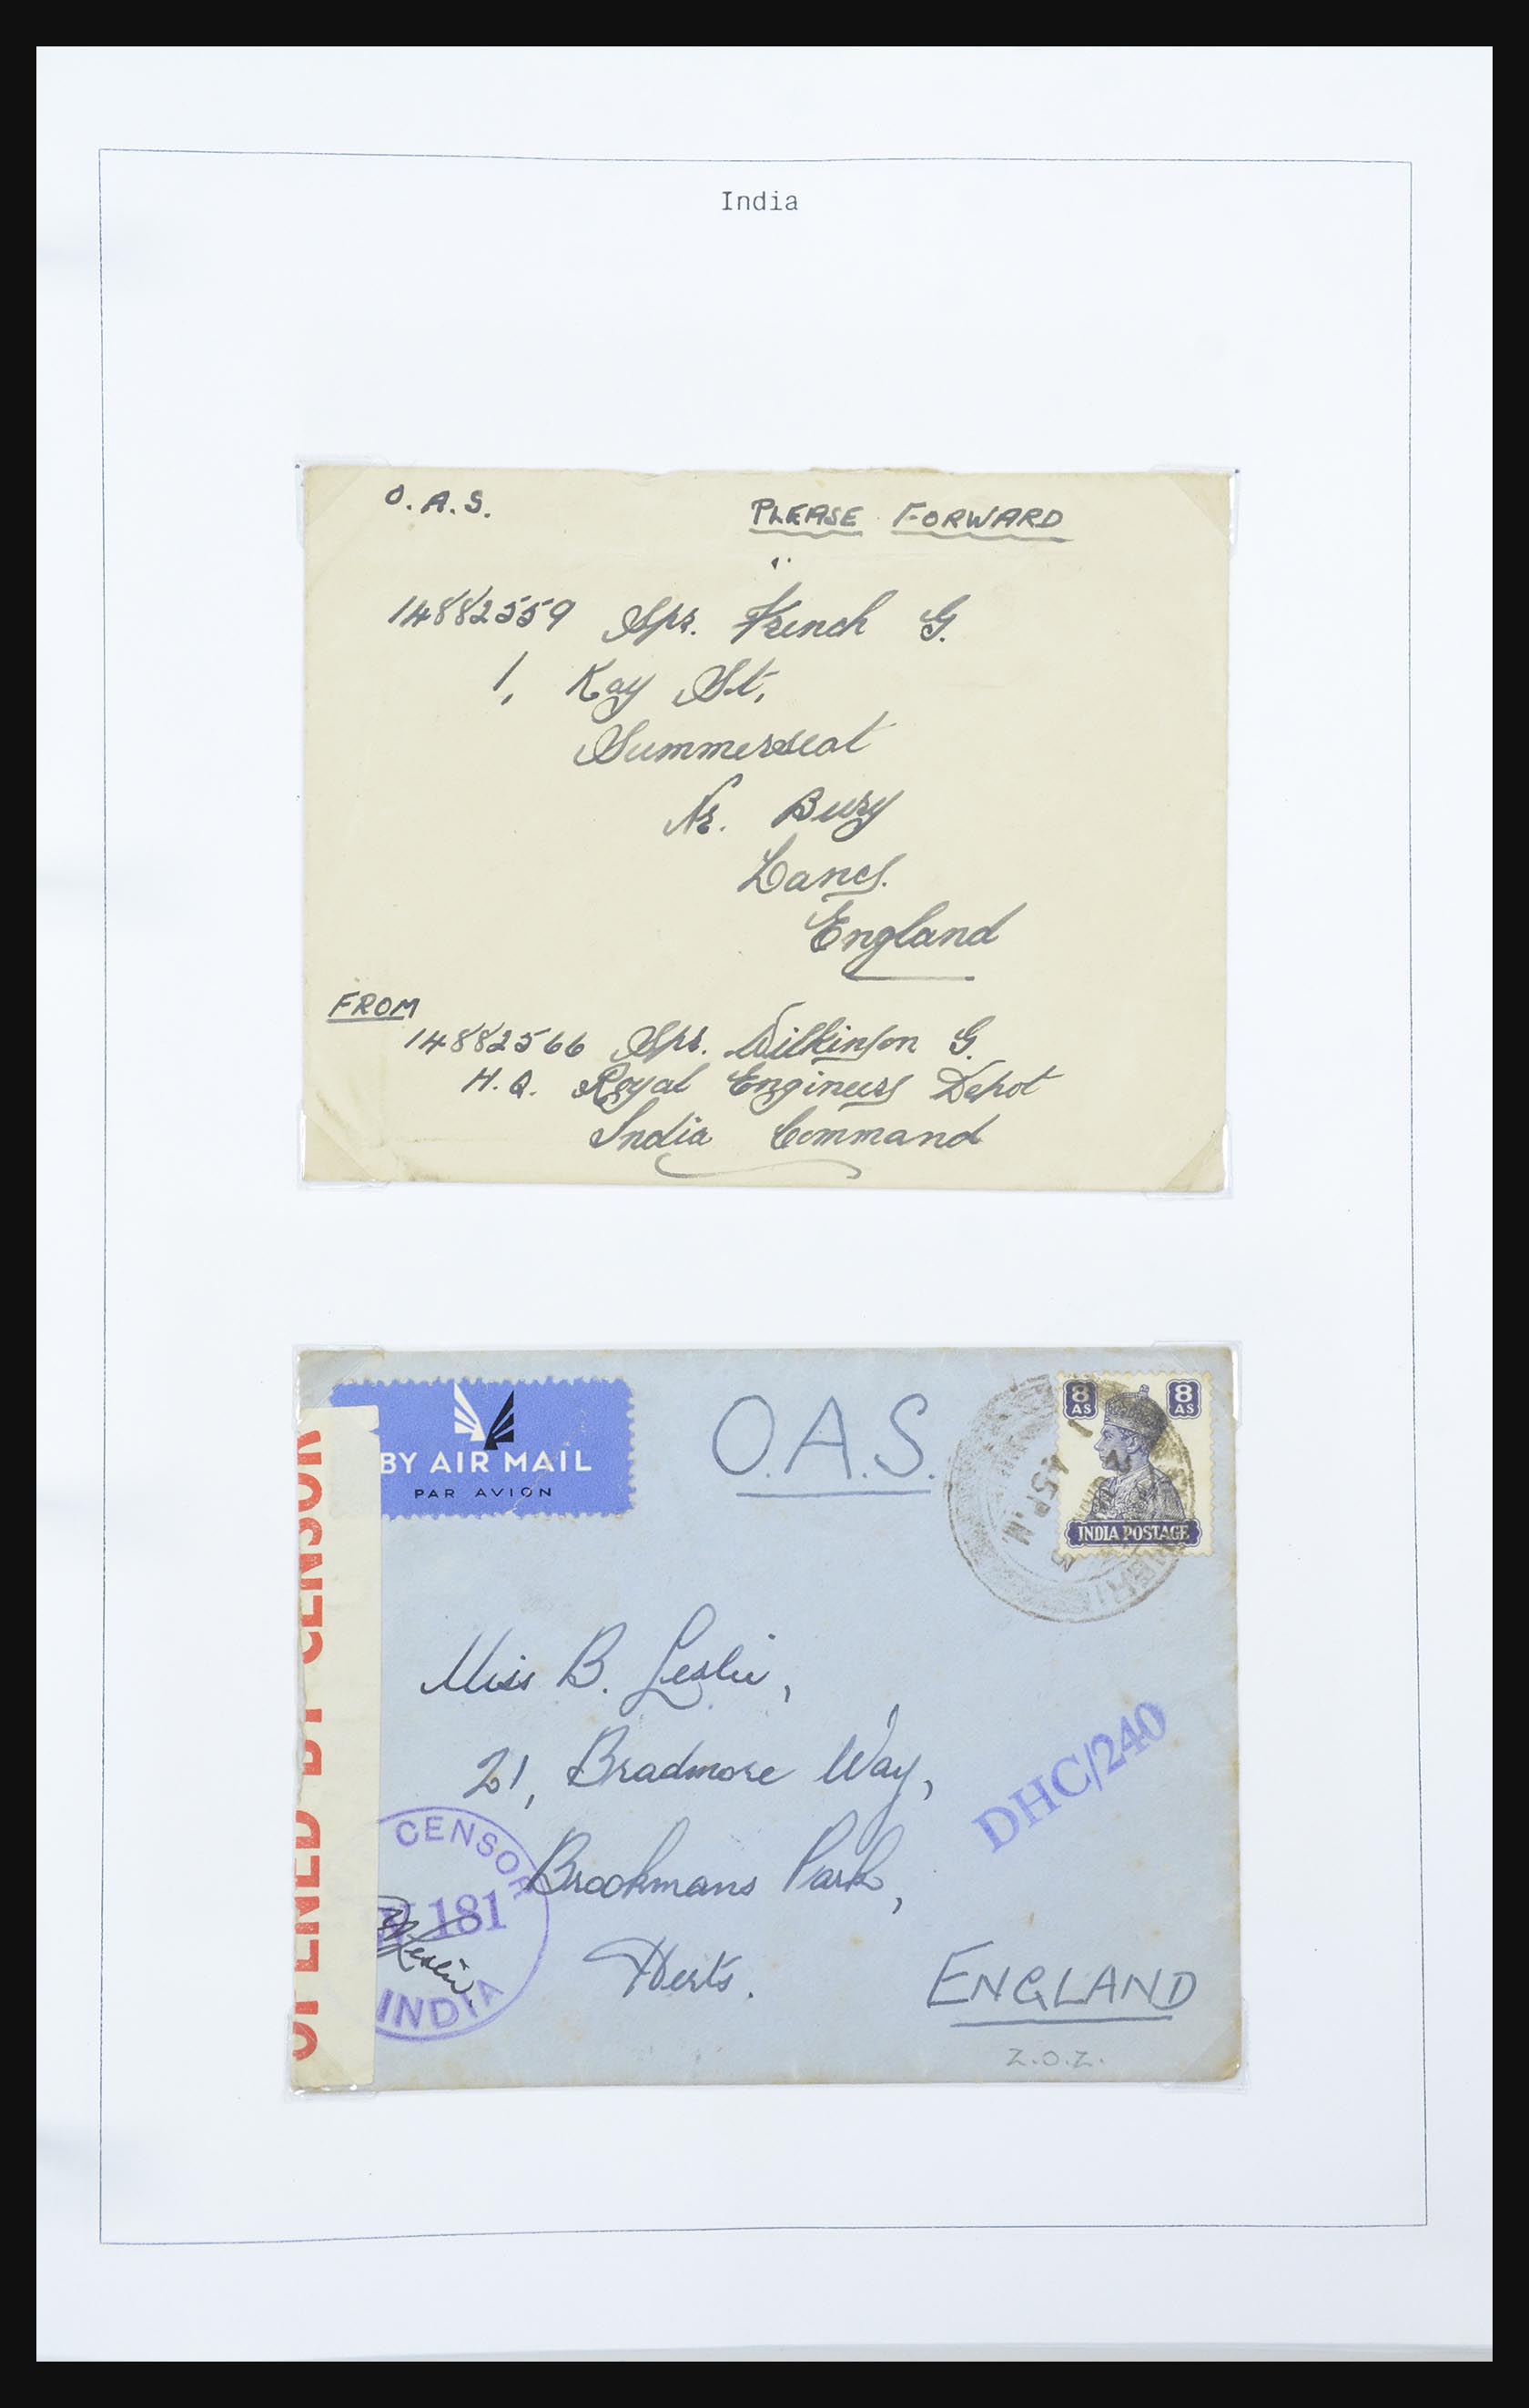 India
O.A.S.
PLEASE FORWARD
14882559 Spr. French G.
1, Kay St,
Summerseat
Nr. Bury
Lancs.
England
FROM
14882566 Spr. Wilkinson G.
H.Q. Royal Engineers Depot
India Command
BY AIR MAIL
PAR AVION
O.A.S.
8 AS
8 AS
INDIA POSTAGE
45 P.M.
OPENED BY CENSOR
Miss B. Leslie,
21, Bradmore Way,
DHC/240
Brookmans Park,
Herts.
ENGLAND
CENSOR
181
INDIA
Leslie.
Z.O.Z.